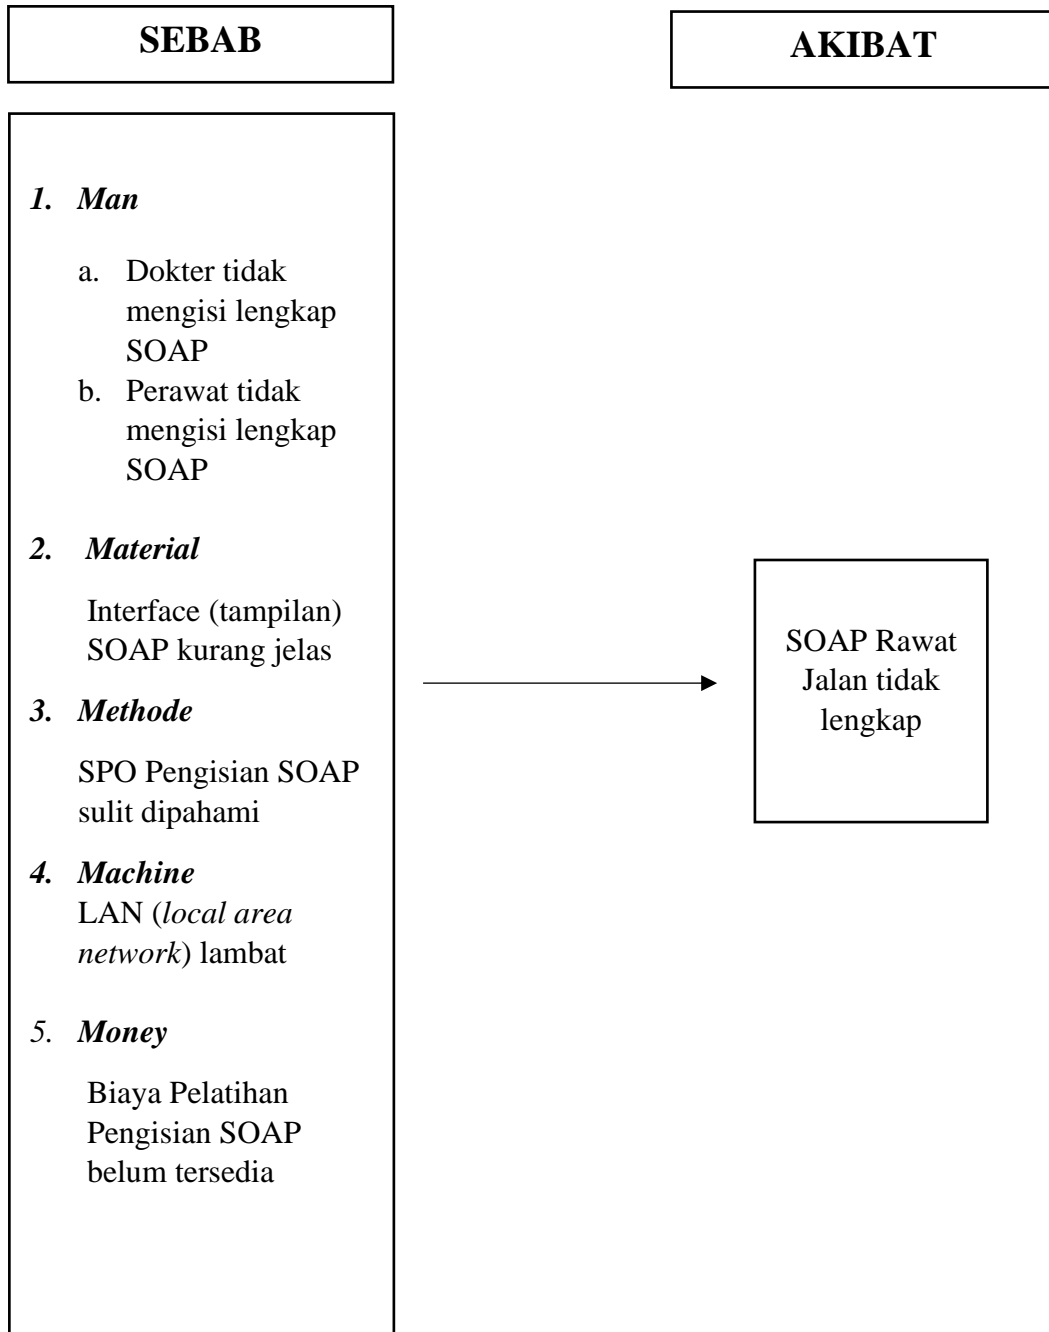 SEBAB
AKIBAT
1. Man
a. Dokter tidak
mengisi lengkap
SOAP
b. Perawat tidak
mengisi lengkap
SOAP
2. Material
Interface (tampilan)
SOAP kurang jelas
3. Methode
SPO Pengisian SOAP
sulit dipahami
4. Machine
LAN (local area
network) lambat
5. Money
Biaya Pelatihan
Pengisian SOAP
belum tersedia
SOAP Rawat
Jalan tidak
lengkap